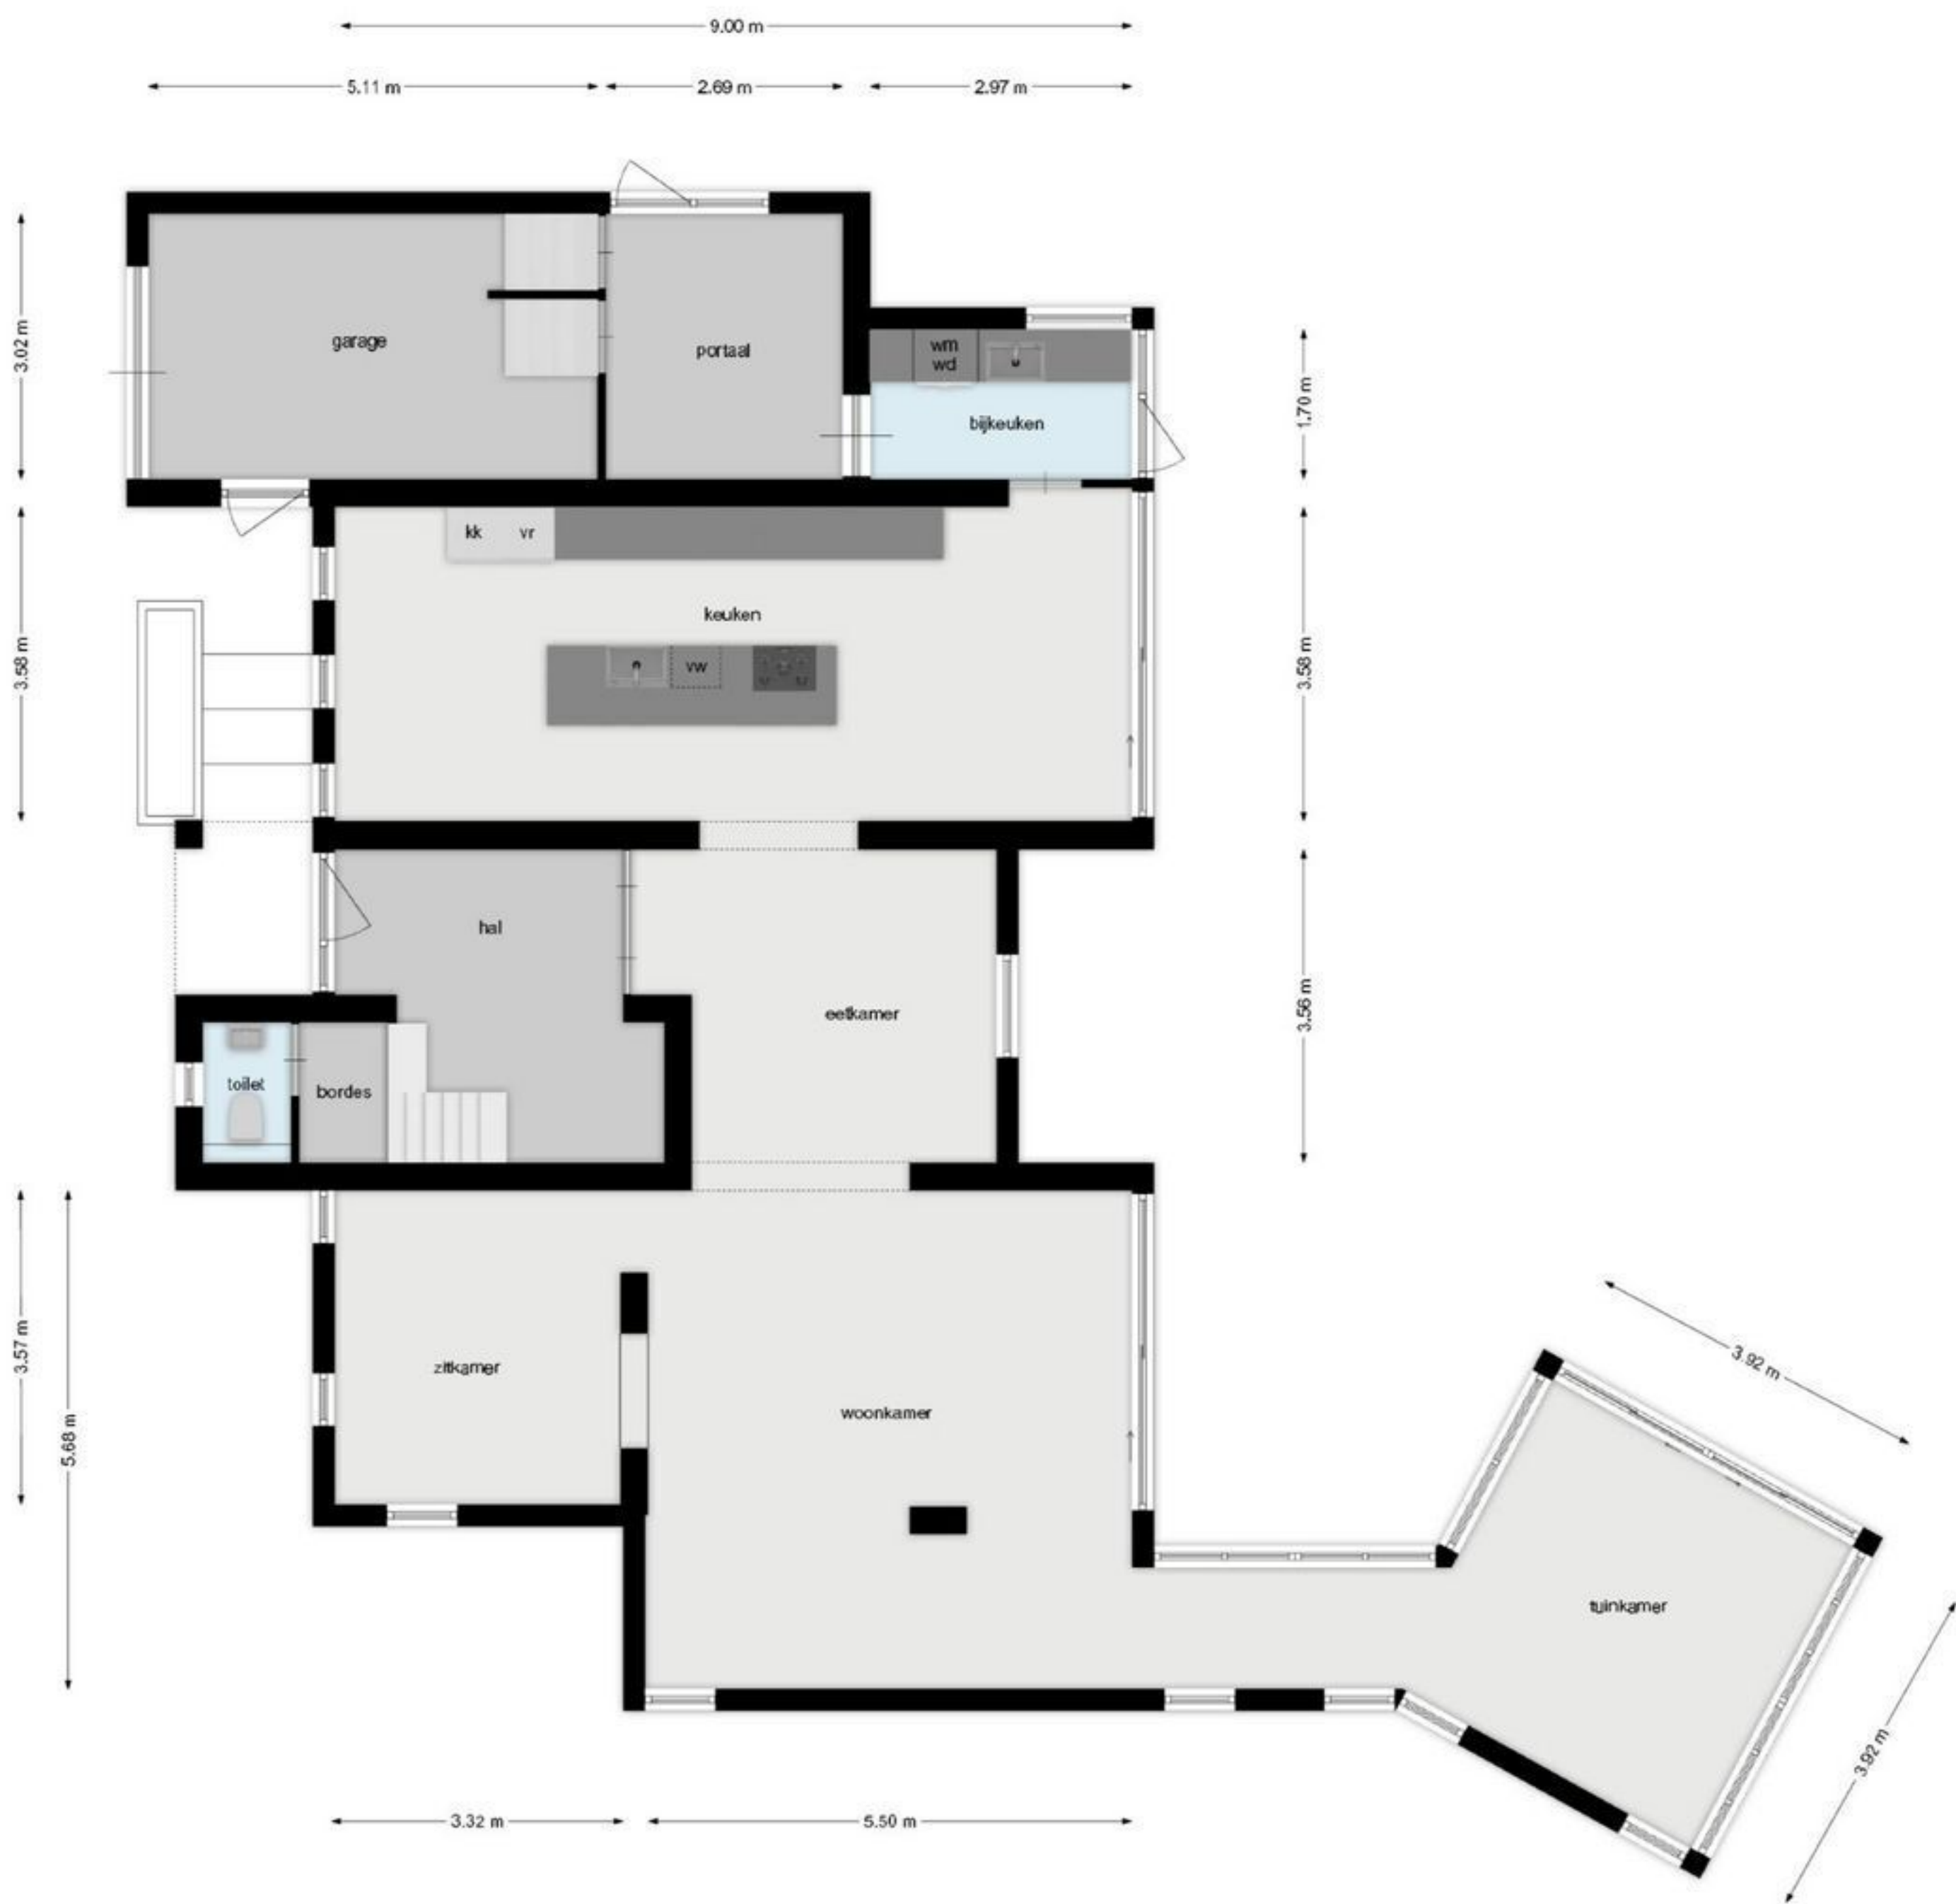 9.00 m
5.11 m
2.69 m
2.97 m
3.02 m
garage
portaal
wm
wd
bijkeuken
1.70 m
kk
vr
keuken
vw
3.58 m
3.58 m
hal
eetkamer
3.56 m
toilet
bordes
3.57 m
5.68 m
zitkamer
woonkamer
3.92 m
tuinkamer
3.92 m
3.32 m
5.50 m